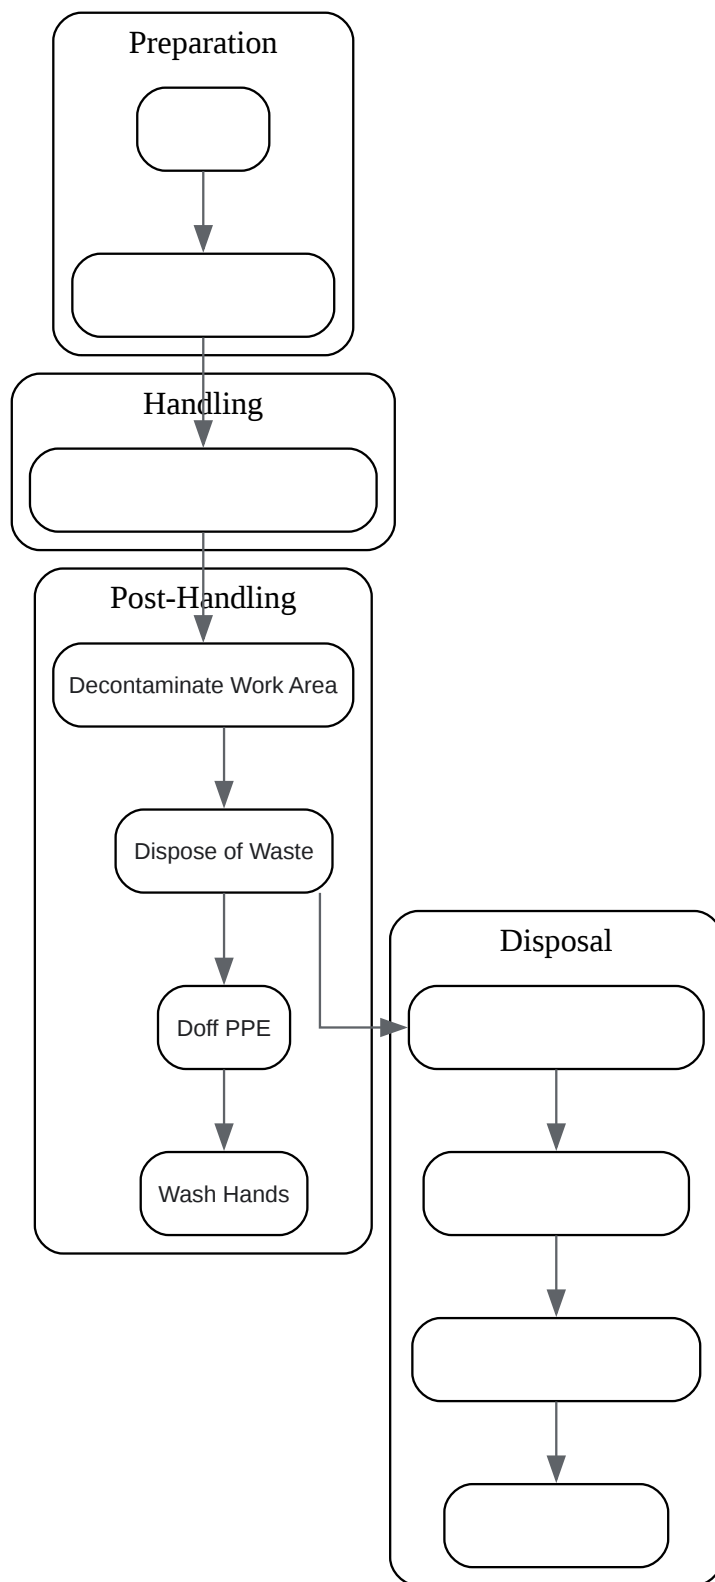 Preparation
Handling
Post-Handling
Decontaminate Work Area
Dispose of Waste
Disposal
Doff PPE
Wash Hands